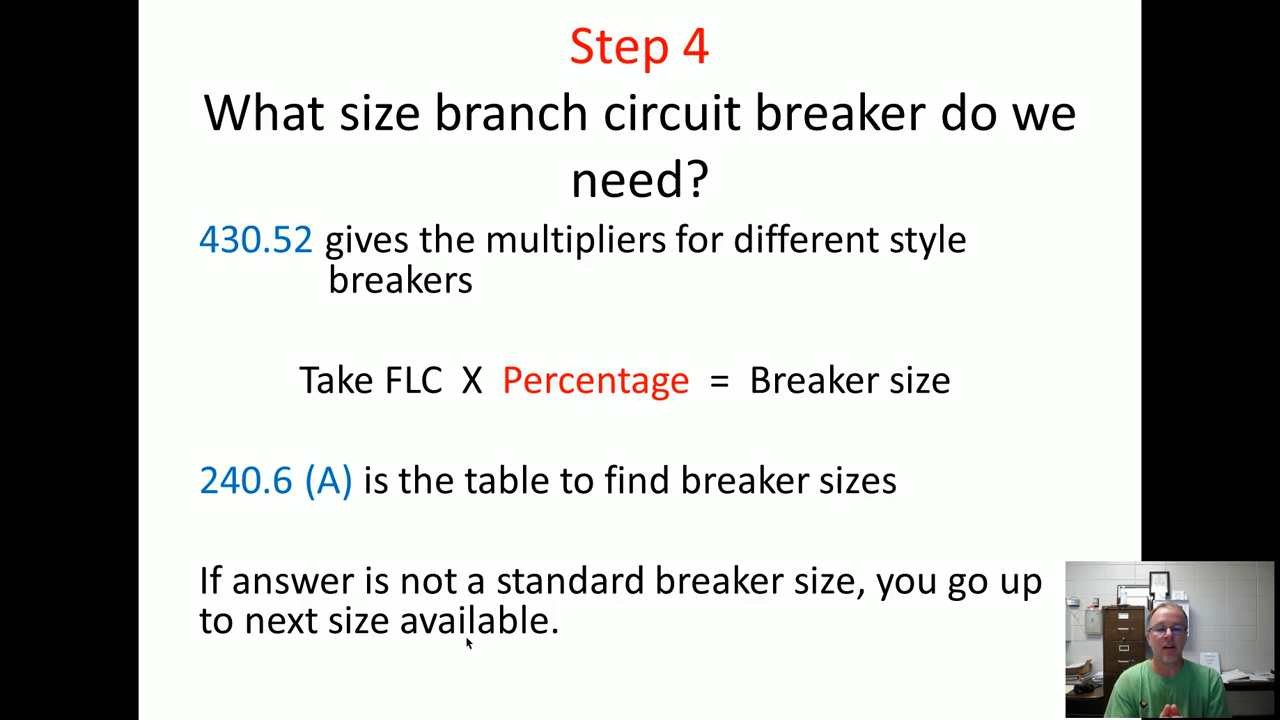 Step 4
What size branch circuit breaker do we
need?
430.52 gives the multipliers for different style
breakers
Take FLC X Percentage = Breaker size
240.6 (A) is the table to find breaker sizes
If answer is not a standard breaker size, you go up
to next size available.